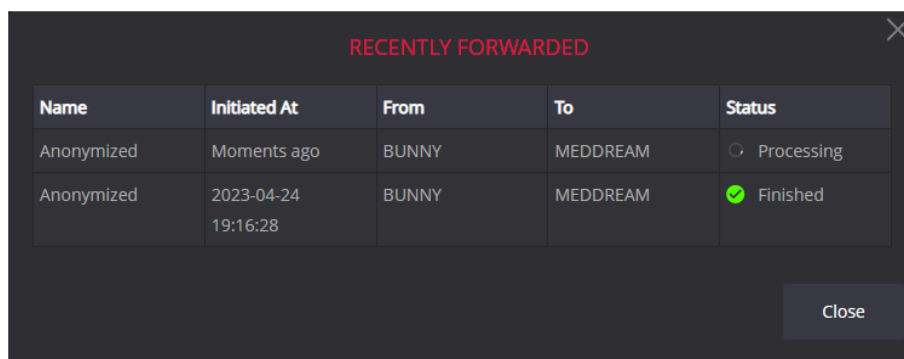 RECENTLY FORWARDED
Name Initiated At From To Status
Anonymized Moments ago BUNNY MEDDREAM Processing
Anonymized 2023-04-24 BUNNY MEDDREAM Finished
19:16:28
Close